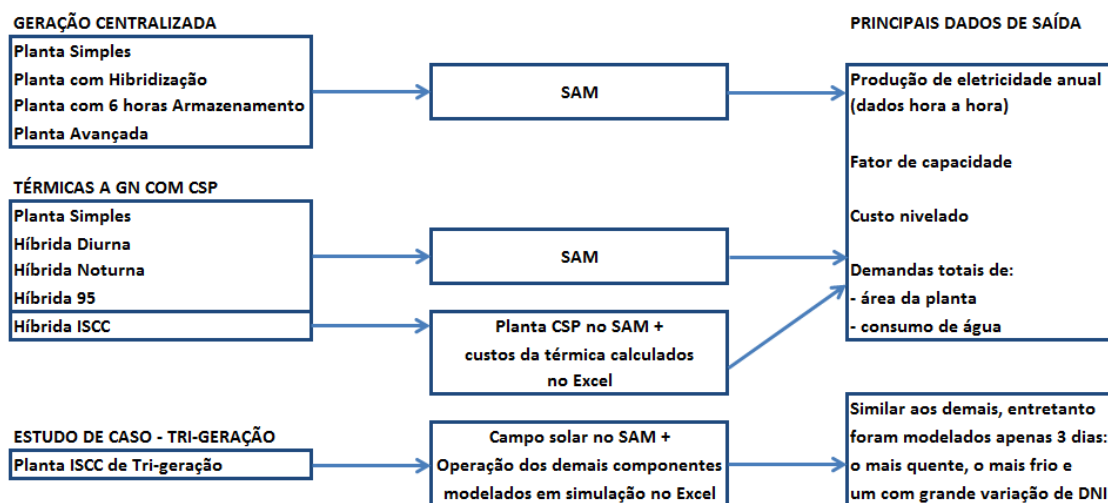 GERAÇÃO CENTRALIZADA
Planta Simples
Planta com Hibridização
Planta com 6 horas Armazenamento
Planta Avançada
SAM
PRINCIPAIS DADOS DE SAÍDA
Produção de eletricidade anual
(dados hora a hora)
Fator de capacidade
Custo nivelado
Demandas totais de:
- área da planta
- consumo de água
TÉRMICAS A GN COM CSP
Planta Simples
Híbrida Diurna
Híbrida Noturna
Híbrida 95
Híbrida ISCC
SAM
Planta CSP no SAM +
custos da térmica calculados
no Excel
ESTUDO DE CASO - TRI-GERAÇÃO
Planta ISCC de Tri-geração
Campo solar no SAM +
Operação dos demais componentes
modelados em simulação no Excel
Similar aos demais, entretanto
foram modelados apenas 3 dias:
o mais quente, o mais frio e
um com grande variação de DNI